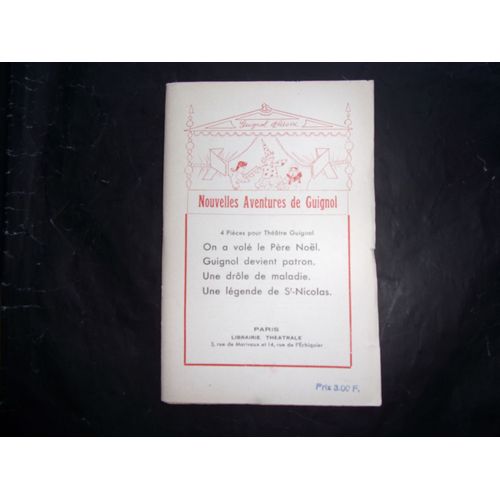 Guignol
Nouvelles Aventures de Guignol
4 Pièces pour Théâtre Guignol
On a volé le Père Noël.
Guignol devient patron.
Une drôle de maladie.
Une légende de St-Nicolas.
PARIS
LIBRAIRIE THEATRALE
3, rue de Marivaux et 14, rue de l'Echiquier
Prix 3.00 F.